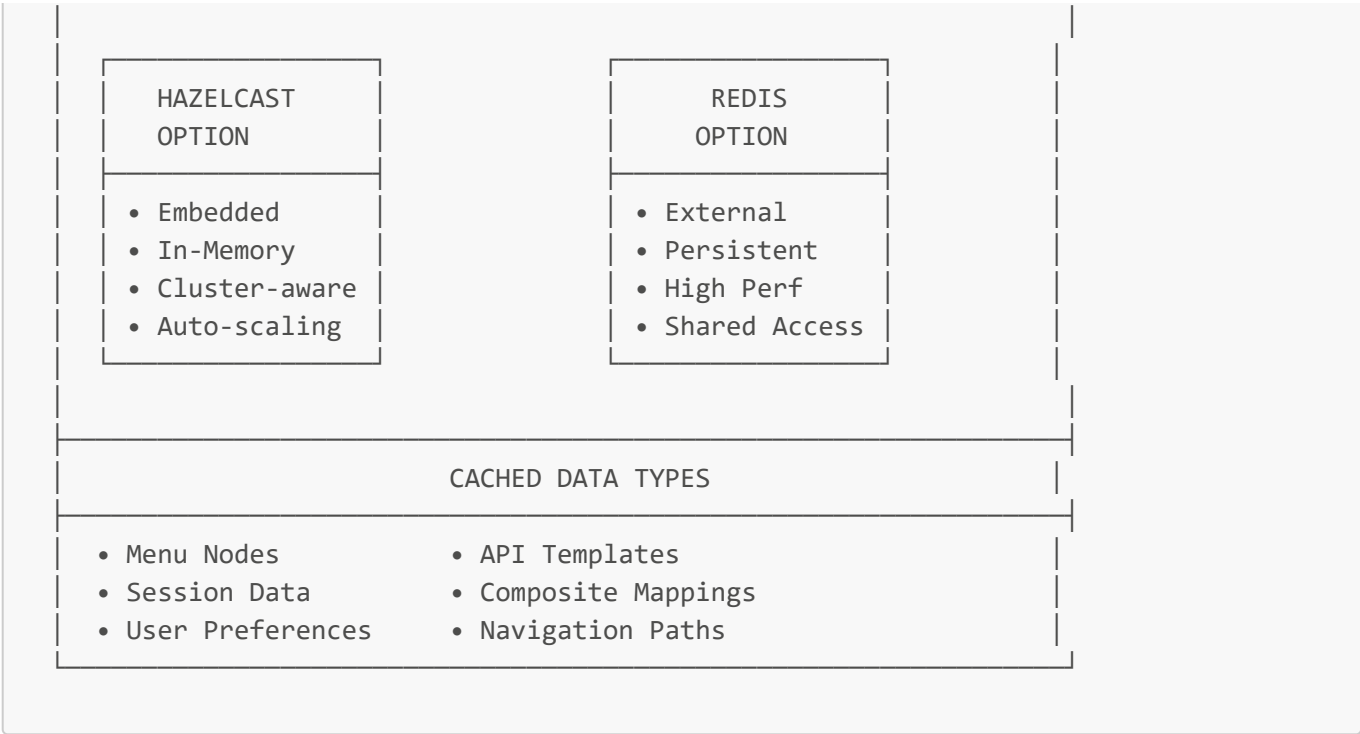 HAZELCAST REDIS
OPTION OPTION
• Embedded • External
• In-Memory • Persistent
• Cluster-aware • High Perf
• Auto-scaling • Shared Access
CACHED DATA TYPES
• Menu Nodes • API Templates
• Session Data • Composite Mappings
• User Preferences • Navigation Paths